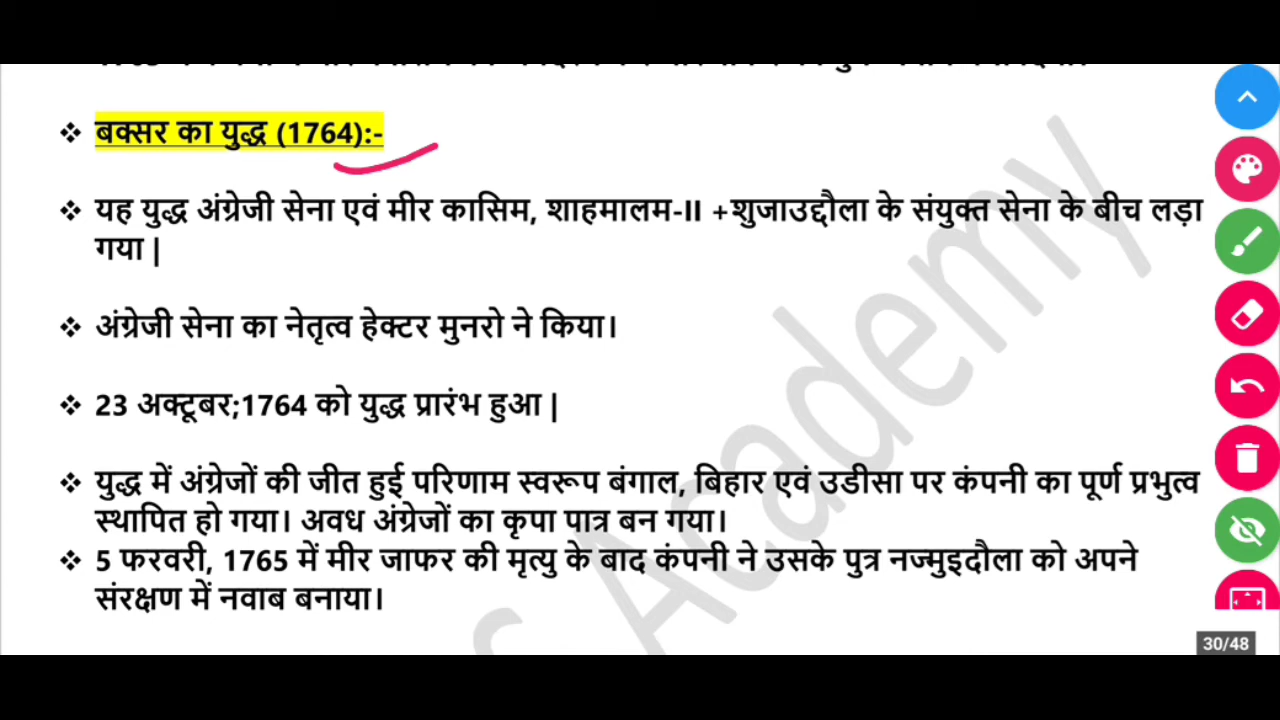 ❖ बक्सर का युद्ध (1764):-
❖ यह युद्ध अंग्रेजी सेना एवं मीर कासिम, शाहमालम-II +शुजाउद्दौला के संयुक्त सेना के बीच लड़ा
गया |
❖ अंग्रेजी सेना का नेतृत्व हेक्टर मुनरो ने किया।
❖ 23 अक्टूबर;1764 को युद्ध प्रारंभ हुआ |
❖ युद्ध में अंग्रेजों की जीत हुई परिणाम स्वरूप बंगाल, बिहार एवं उडीसा पर कंपनी का पूर्ण प्रभुत्व
स्थापित हो गया। अवध अंग्रेजों का कृपा पात्र बन गया।
❖ 5 फरवरी, 1765 में मीर जाफर की मृत्यु के बाद कंपनी ने उसके पुत्र नज्मुइदौला को अपने
संरक्षण में नवाब बनाया।
Academy
30/48